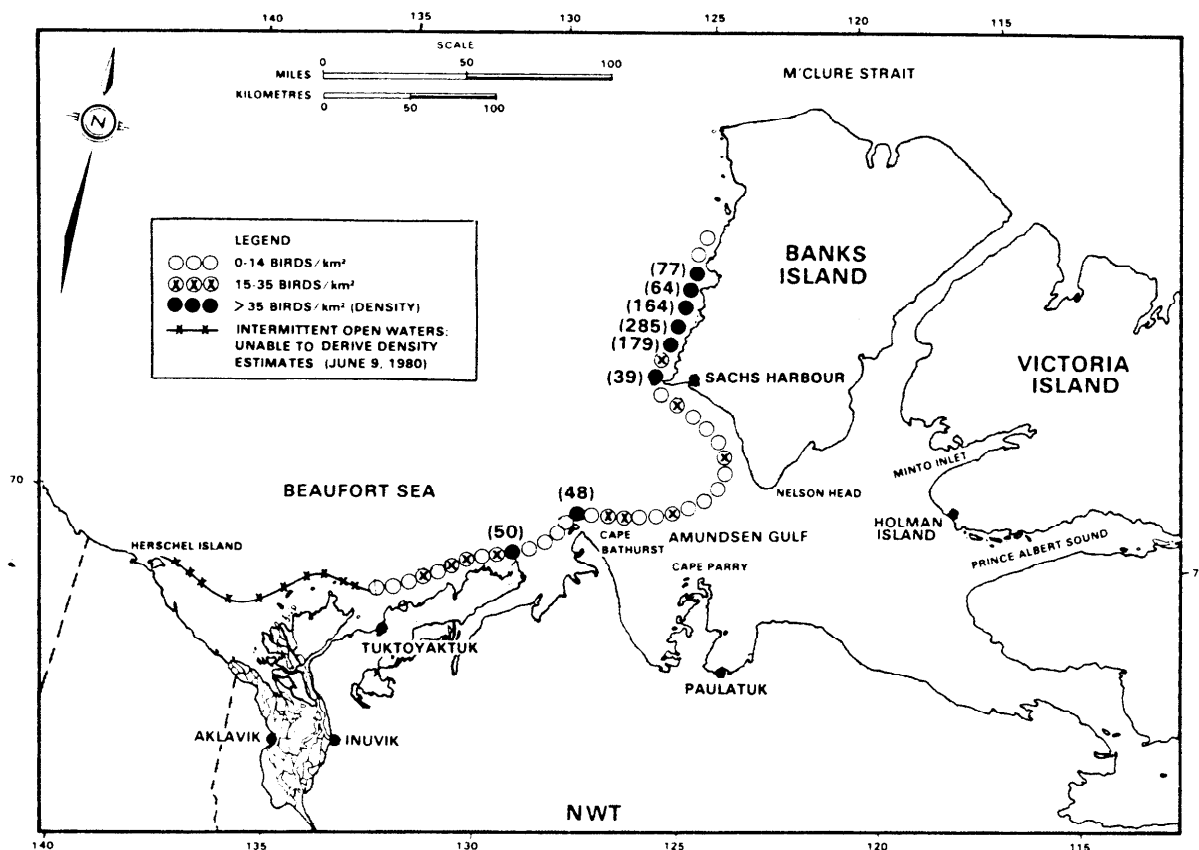 140 135 130 127 125 120 115
SCALE
0 50 100
MILES
KILOMETRES
0 50 100
M'CLURE STRAIT
N
E
LEGEND
0-14 BIRDS/km²
15-35 BIRDS/km²
>35 BIRDS/km² (DENSITY)
INTERMITTENT OPEN WATERS:
UNABLE TO DERIVE DENSITY
ESTIMATES (JUNE 9, 1980)
BANKS
ISLAND
(77)
(64)
(164)
(285)
(179)
(39)
SACHS HARBOUR
VICTORIA
ISLAND
MINTO INLET
70
BEAUFORT SEA
NELSON HEAD
(48)
(50)
CAPE
BATHURST
AMUNDSEN GULF
HOLMAN
ISLAND
PRINCE ALBERT SOUND
HERSCHEL ISLAND
CAPE PARRY
7
TUKTOYAKTUK
PAULATUK
AKLAVIK
INUVIK
NWT
140 135 130 125 120 115